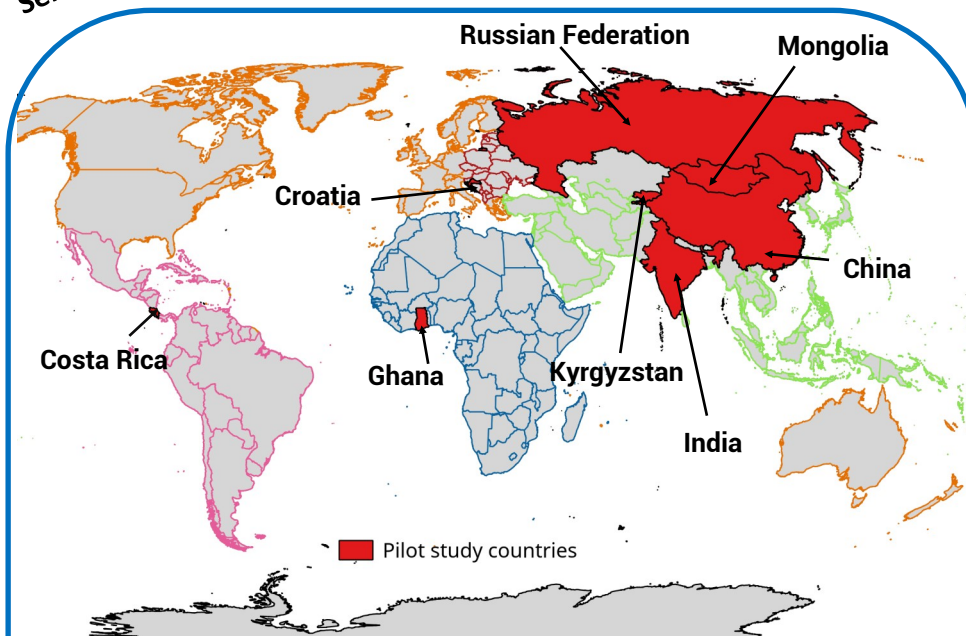 Russian Federation
Mongolia
Croatia
China
Costa Rica
Ghana
Kyrgyzstan
India
Pilot study countries